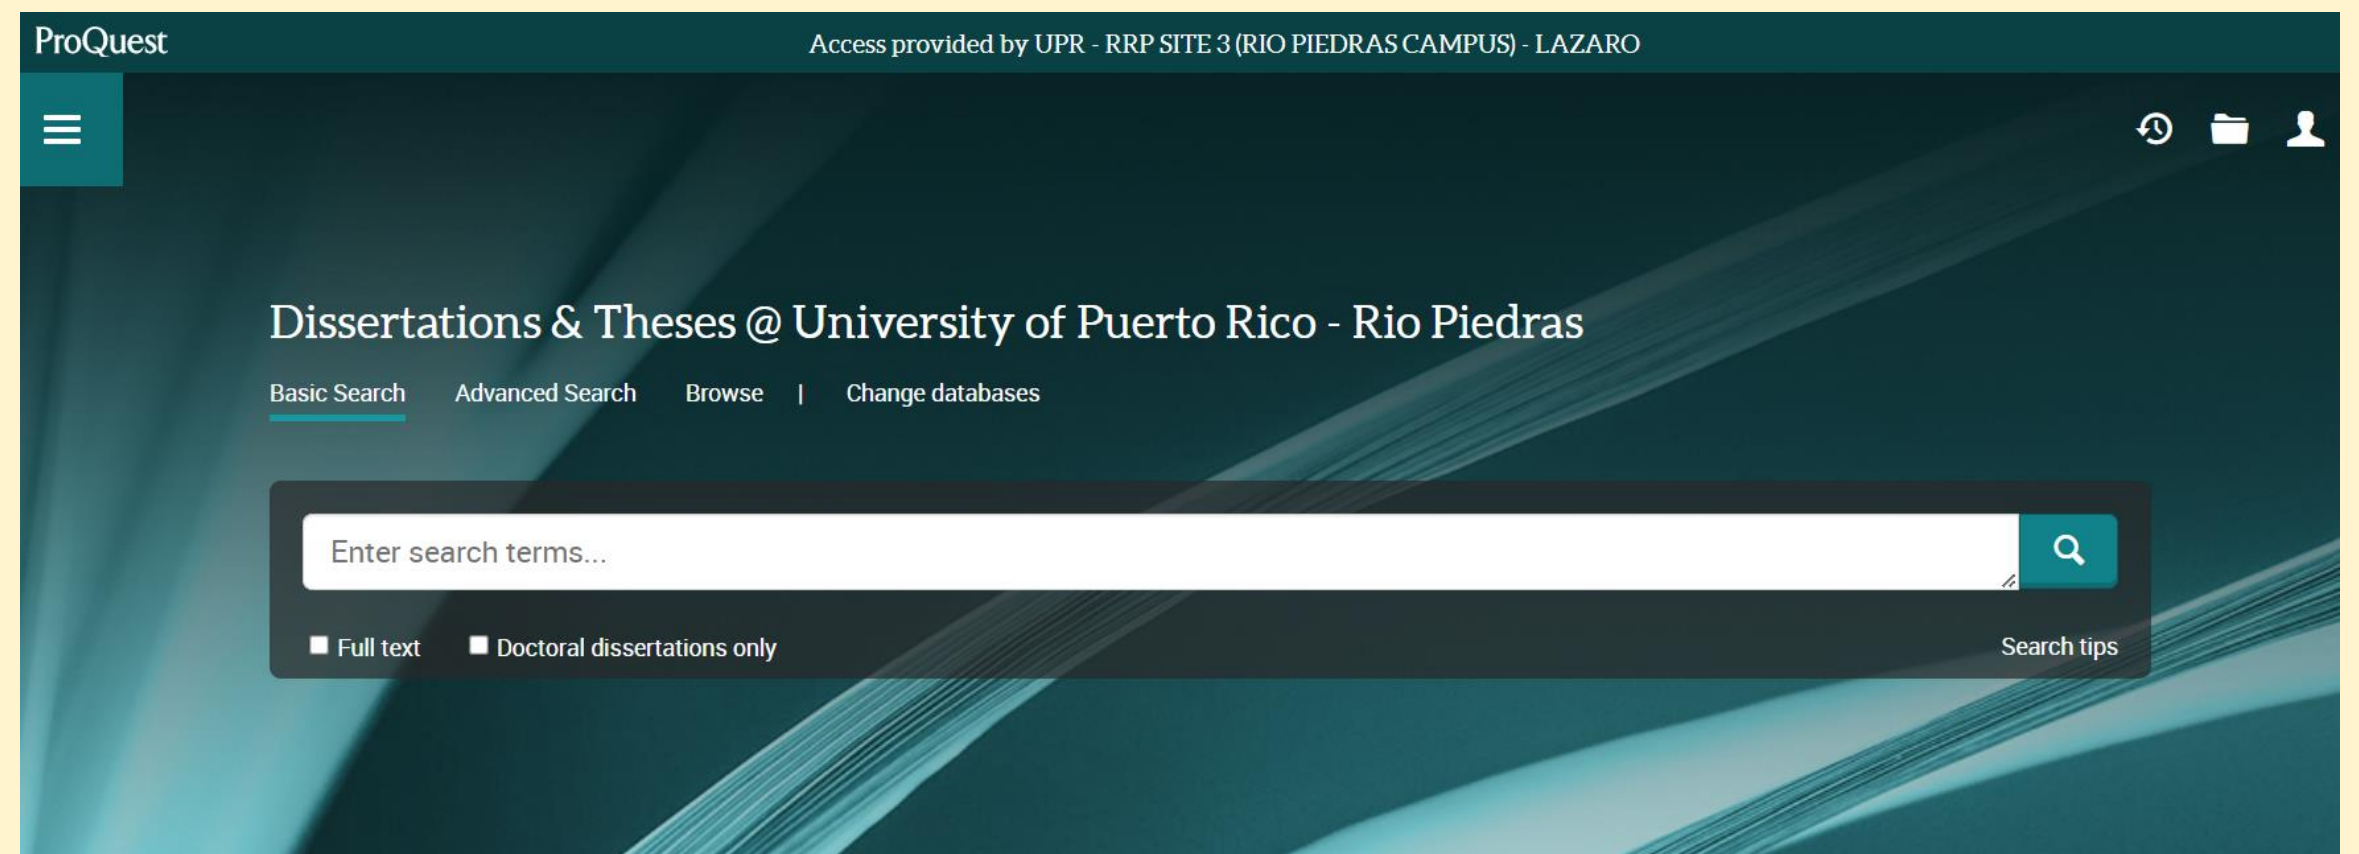 ProQuest
Access provided by UPR - RRP SITE 3 (RIO PIEDRAS CAMPUS) - LAZARO
Dissertations & Theses @ University of Puerto Rico - Rio Piedras
Basic Search Advanced Search Browse | Change databases
Enter search terms...
Full text Doctoral dissertations only Search tips